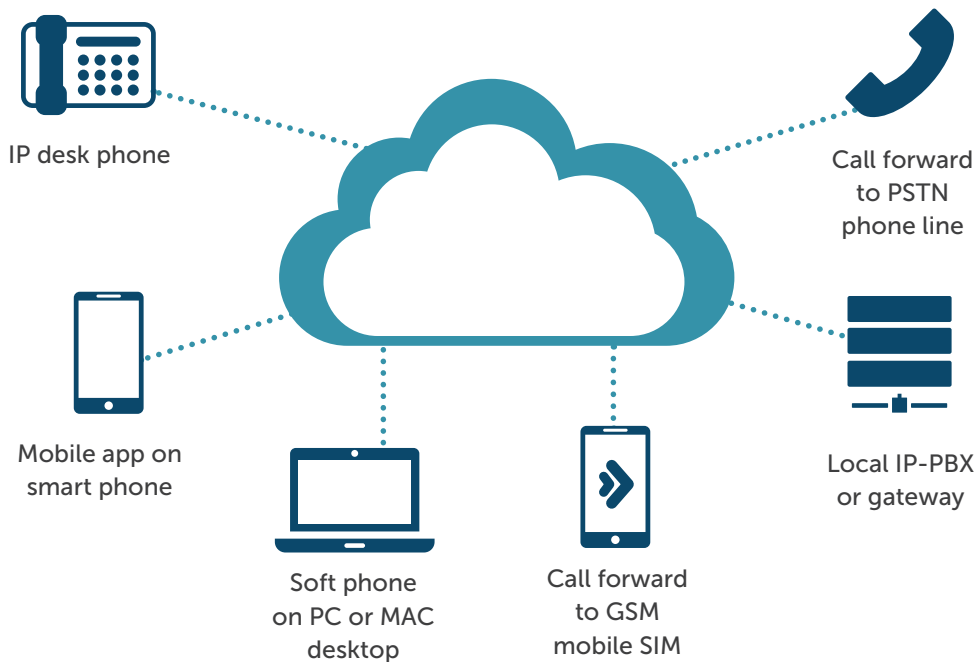 IP desk phone
Call forward
to PSTN
phone line
Mobile app on
smart phone
Local IP-PBX
or gateway
Soft phone
on PC or MAC
desktop
Call forward
to GSM
mobile SIM